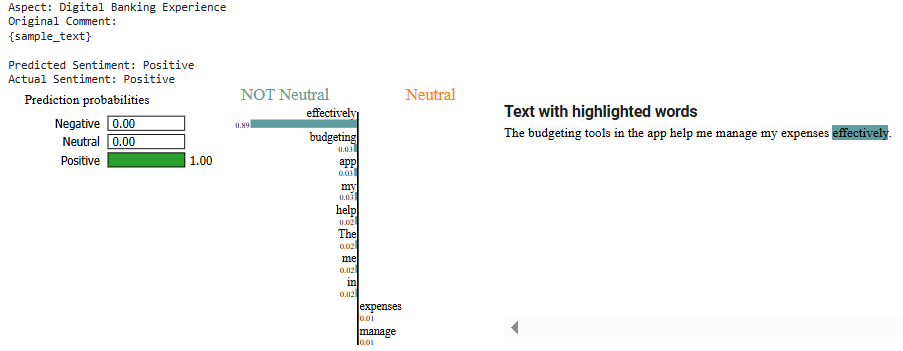 Aspect: Digital Banking Experience
Original Comment:
{sample_text}
Predicted Sentiment: Positive
Actual Sentiment: Positive
Prediction probabilities
Negative 0.00
Neutral 0.00
Positive 1.00
NOT Neutral Neutral
effectively
0.89
budgeting
0.03
app
0.03
my
0.03
help
0.02
The
0.02
me
0.02
in
0.02
expenses
0.01
manage
0.01
Text with highlighted words
The budgeting tools in the app help me manage my expenses effectively.